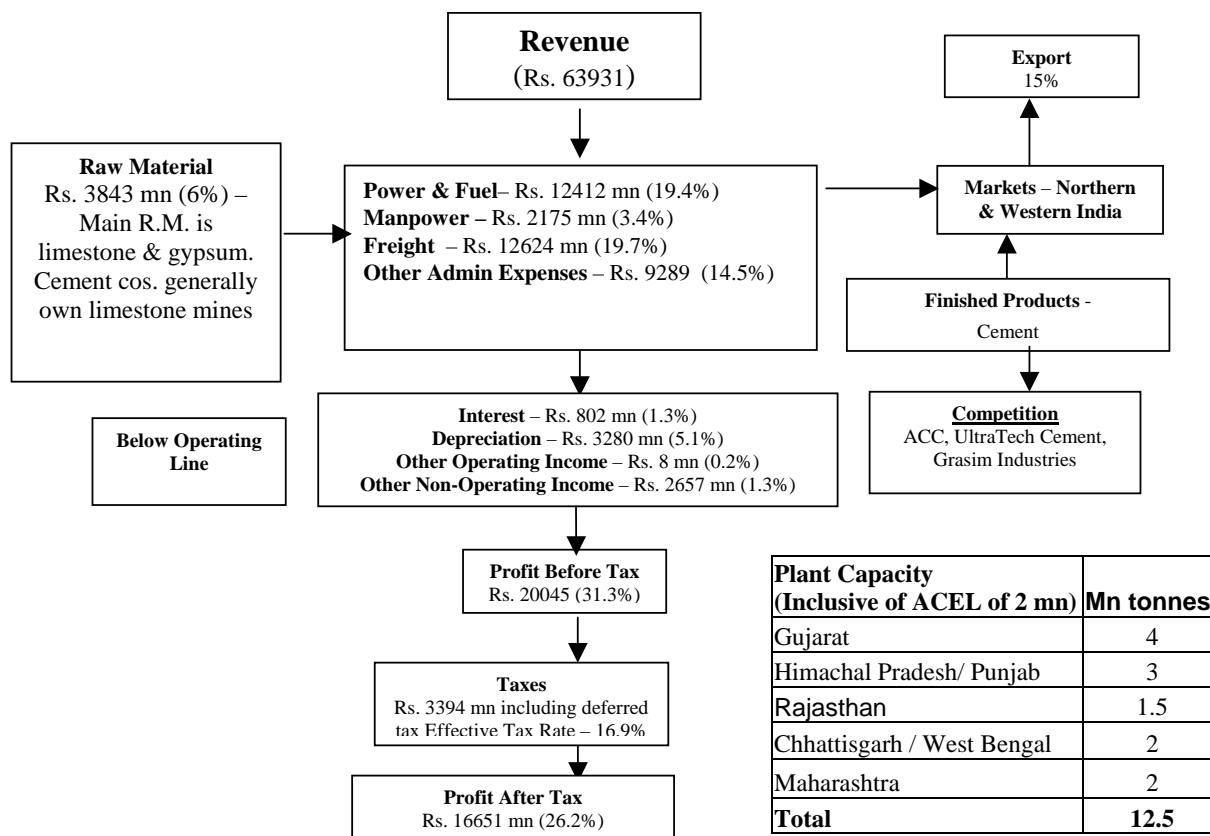 Revenue
(Rs. 63931)
Export
15%
Raw Material
Rs. 3843 mn (6%) –
Main R.M. is
limestone & gypsum.
Cement cos. generally
own limestone mines
Power & Fuel– Rs. 12412 mn (19.4%)
Manpower – Rs. 2175 mn (3.4%)
Freight – Rs. 12624 mn (19.7%)
Other Admin Expenses – Rs. 9289 (14.5%)
Markets – Northern
& Western India
Finished Products -
Cement
Below Operating
Line
Interest – Rs. 802 mn (1.3%)
Depreciation – Rs. 3280 mn (5.1%)
Other Operating Income – Rs. 8 mn (0.2%)
Other Non-Operating Income – Rs. 2657 mn (1.3%)
Competition
ACC, UltraTech Cement,
Grasim Industries
Profit Before Tax
Rs. 20045 (31.3%)
Taxes
Rs. 3394 mn including deferred
tax Effective Tax Rate – 16.9%
Profit After Tax
Rs. 16651 mn (26.2%)
Plant Capacity
(Inclusive of ACEL of 2 mn) Mn tonnes
Gujarat 4
Himachal Pradesh/ Punjab 3
Rajasthan 1.5
Chhattisgarh / West Bengal 2
Maharashtra 2
Total 12.5